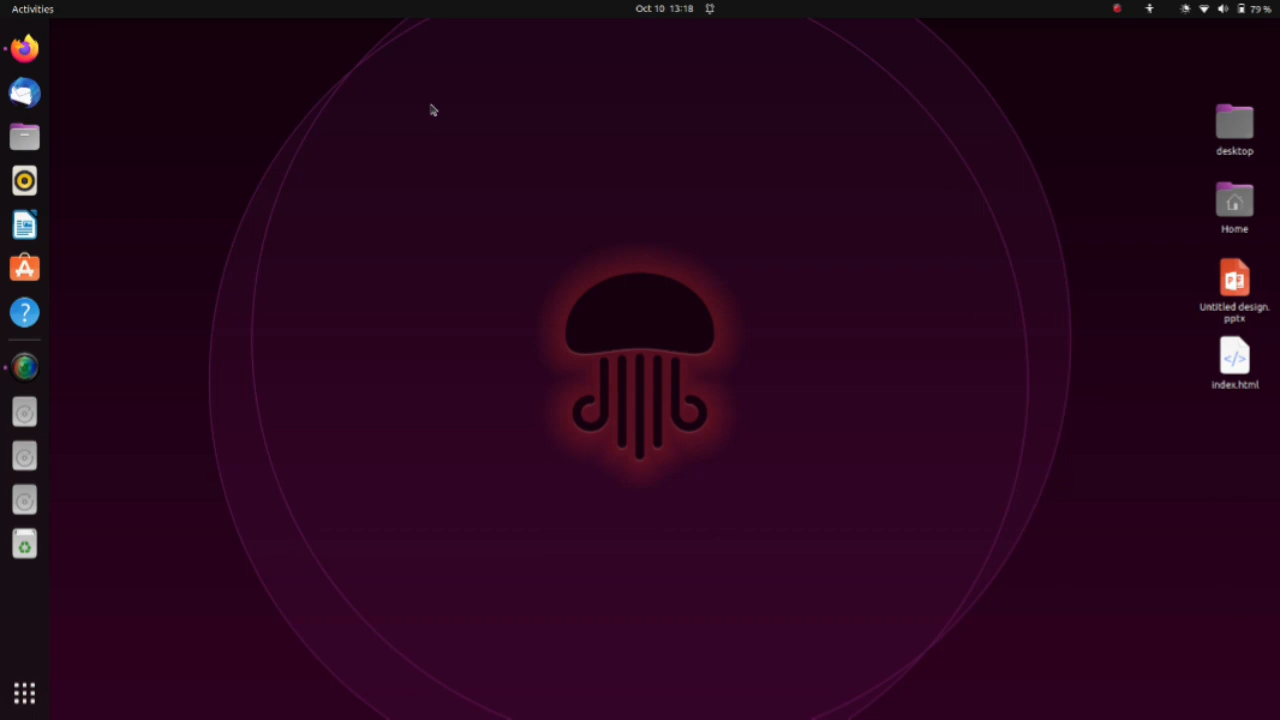 Activities
Oct 10 13:18
79 %
desktop
Home
Untitled design.
pptx
index.html